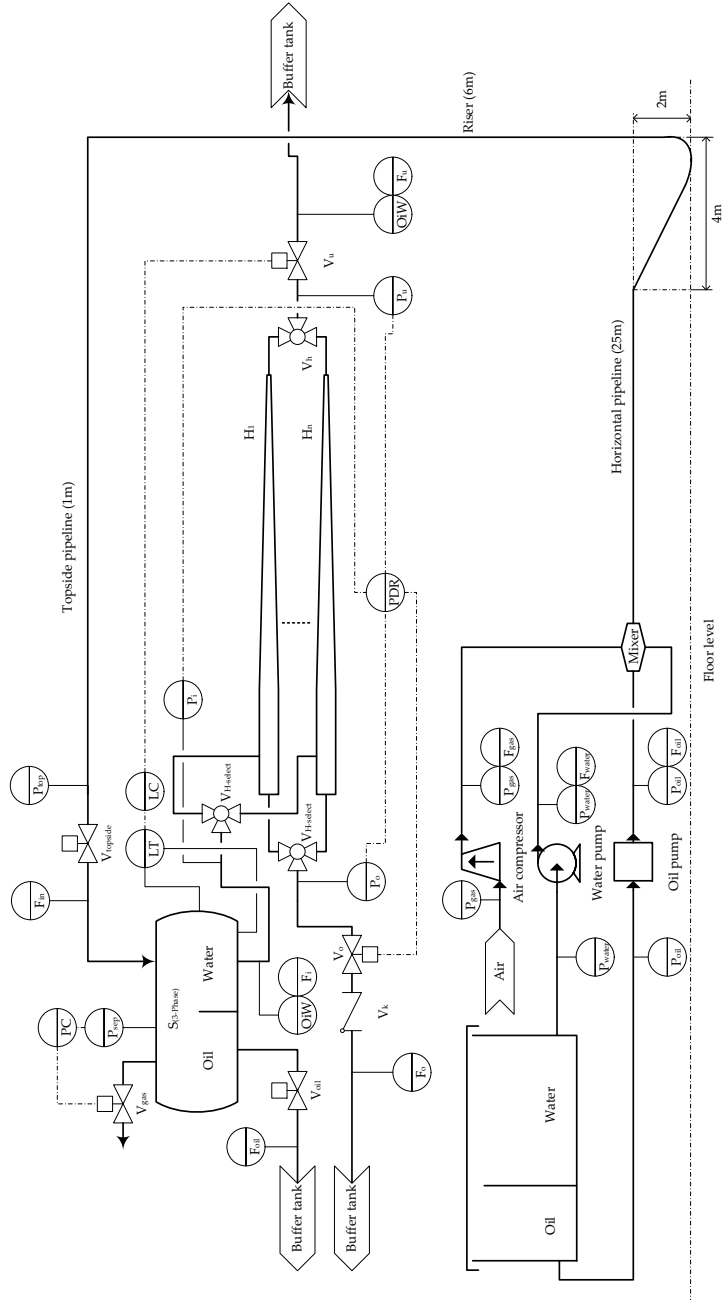 Buffer tank
Riser (6m)
2m
4m
Fu
OiW
Vu
Pu
Vh
H1
Hn
Horizontal pipeline (25m)
Topside pipeline (1m)
PDR
Pi
Mixer
Floor level
VH-select
VH-select
Ptop
LC
LT
Vtopside
Fin
Po
Vo
Vk
Fo
Fgas
Pgas
Fwater
Pwater
Foil
Poil
Air compressor
Water pump
Oil pump
Pgas
Air
Pwater
Poil
PC
Psep
Vgas
S(3-Phase)
Water
Oil
Fi
OiW
Voil
Foil
Buffer tank
Buffer tank
Water
Oil